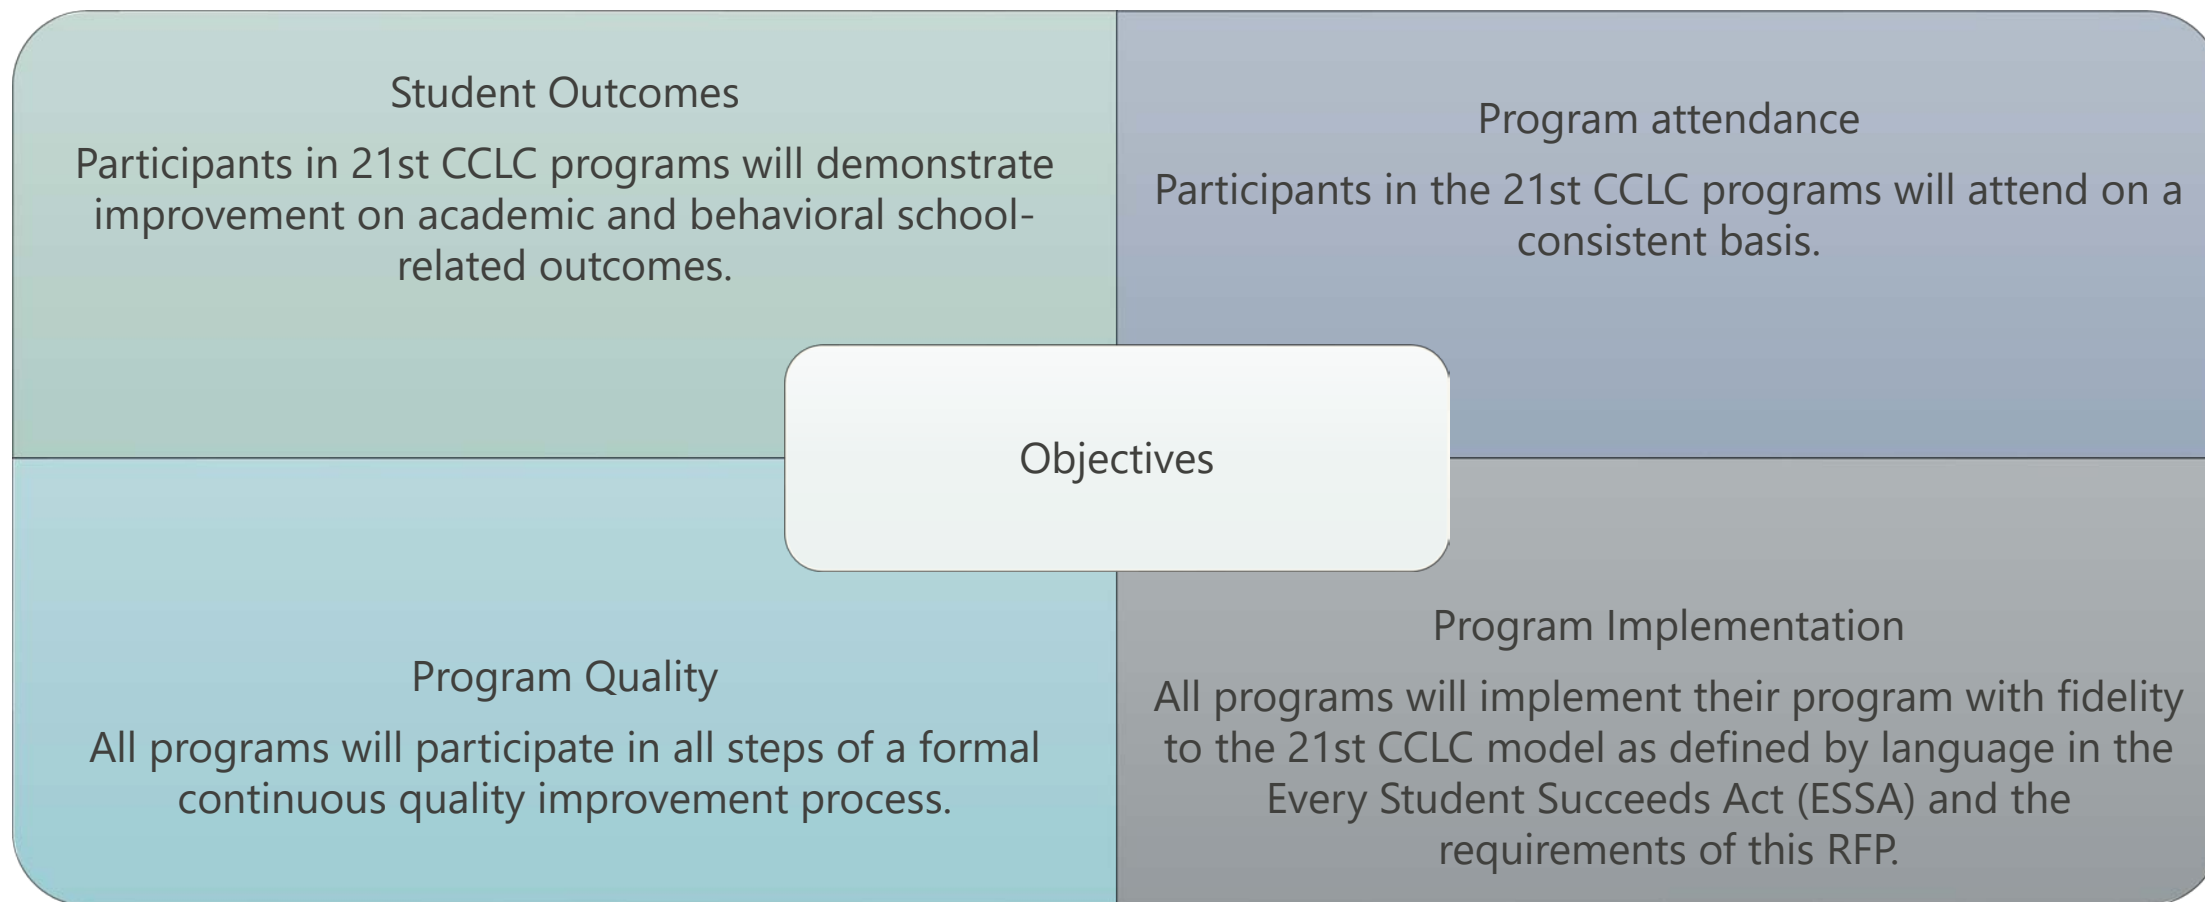 Student Outcomes
Participants in 21st CCLC programs will demonstrate
improvement on academic and behavioral school-
related outcomes.
Program attendance
Participants in the 21st CCLC programs will attend on a
consistent basis.
Objectives
Program Quality
All programs will participate in all steps of a formal
continuous quality improvement process.
Program Implementation
All programs will implement their program with fidelity
to the 21st CCLC model as defined by language in the
Every Student Succeeds Act (ESSA) and the
requirements of this RFP.